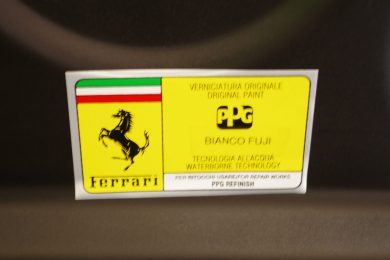 VERNICIATURA ORIGINALE
ORIGINAL PAINT
PPG
BIANCO FUJI
TECNOLOGIA ALL'ACQUA
WATERBORNE TECHNOLOGY
Ferrari
PER RITOCCHI USARE/FOR REPAIR WORKS
PPG REFINISH